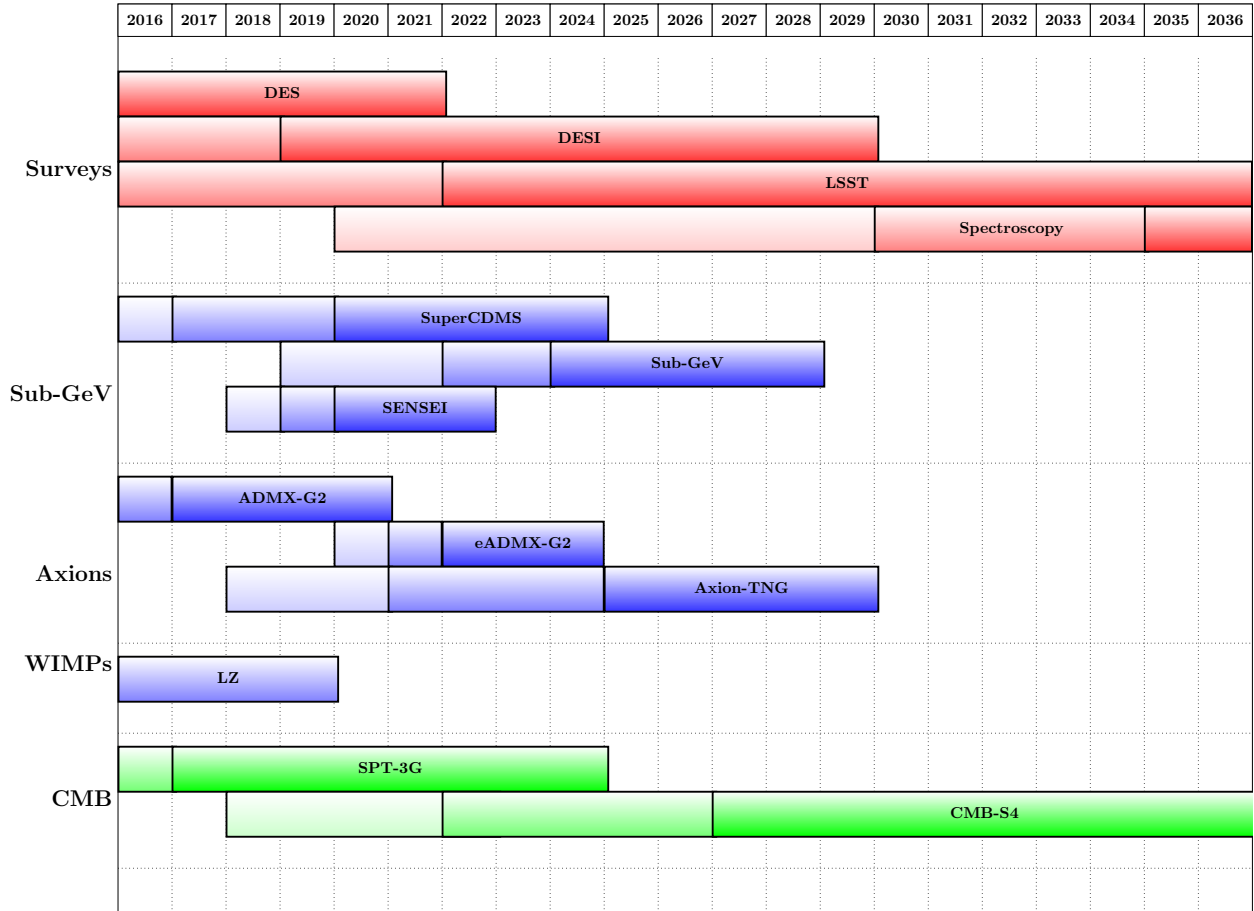 2016 2017 2018 2019 2020 2021 2022 2023 2024 2025 2026 2027 2028 2029 2030 2031 2032 2033 2034 2035 2036
DES
DESI
Surveys
LSST
Spectroscopy
SuperCDMS
Sub-GeV
Sub-GeV
SENSEI
ADMX-G2
eADMX-G2
Axions
Axion-TNG
WIMPs
LZ
SPT-3G
CMB
CMB-S4